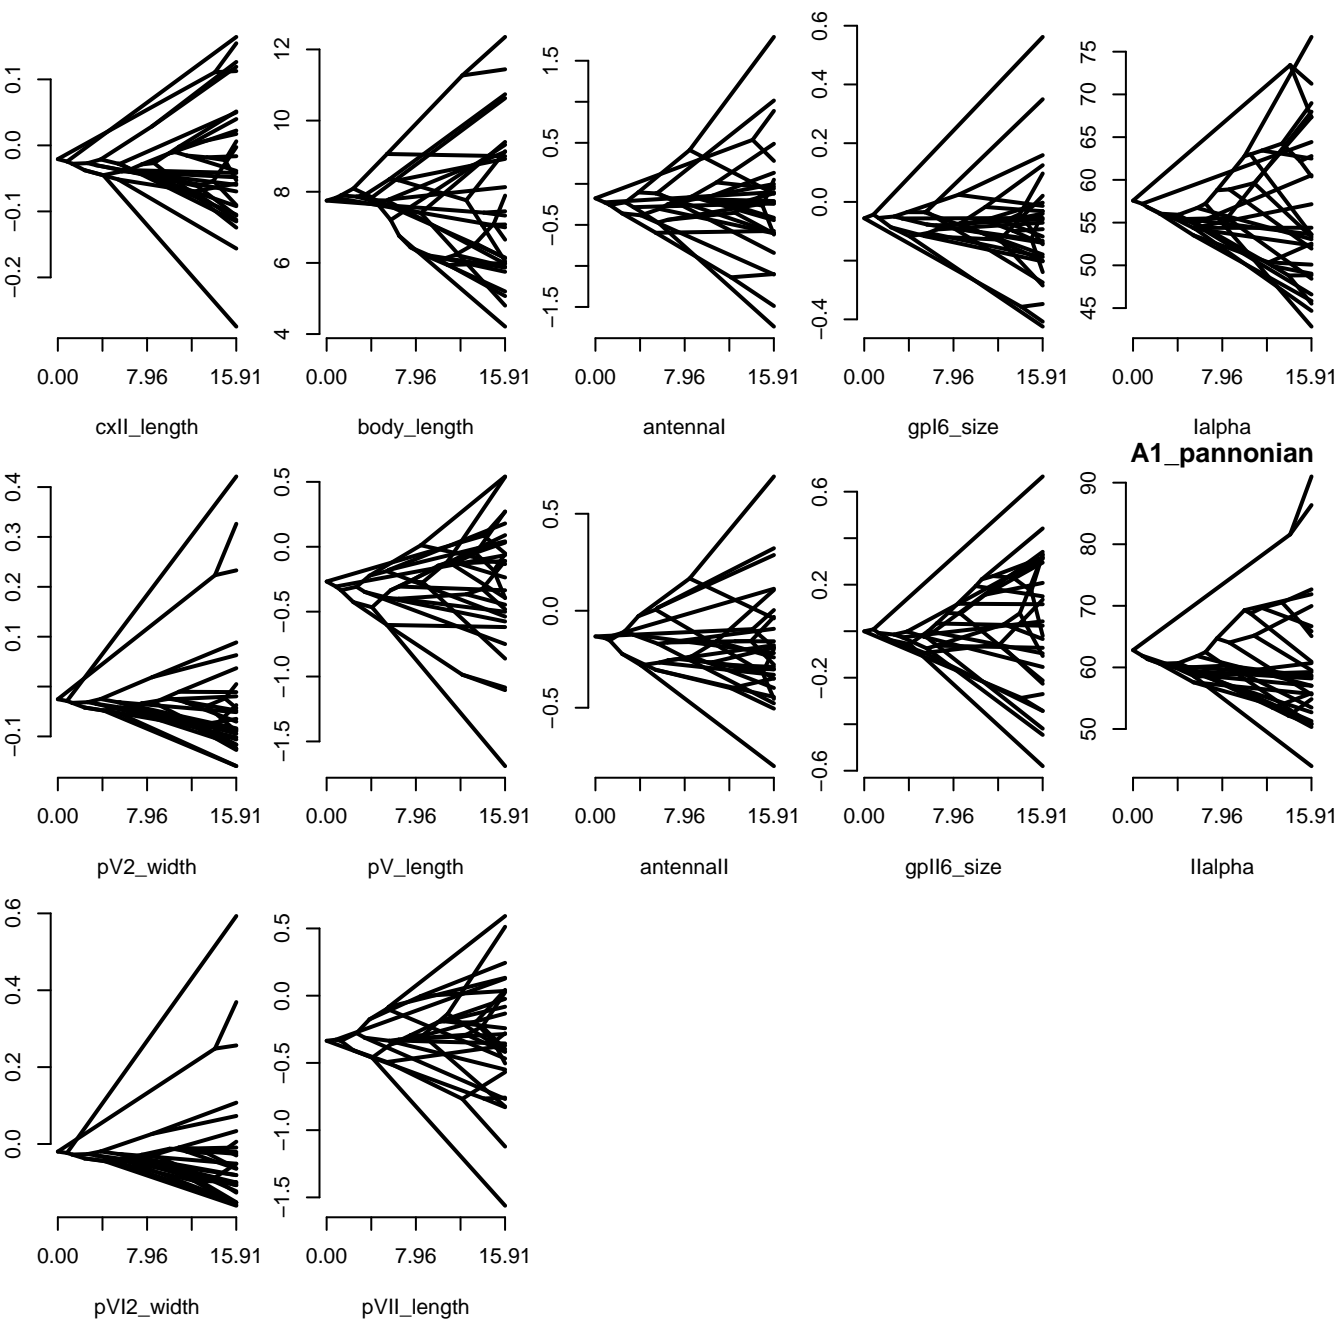 0.1
0.0
−0.1
−0.2
0.00 7.96 15.91
cxII_length
12
10
8
6
4
0.00 7.96 15.91
body_length
1.5
0.5
−0.5
−1.5
0.00 7.96 15.91
antennaI
0.6
0.2
0.0
−0.4
0.00 7.96 15.91
gpI6_size
75
70
65
60
55
50
45
0.00 7.96 15.91
Ialpha
A1_pannonian
0.4
0.3
0.2
0.1
−0.1
0.00 7.96 15.91
pV2_width
0.5
0.0
−0.5
−1.0
−1.5
0.00 7.96 15.91
pV_length
0.5
0.0
−0.5
0.00 7.96 15.91
antennaII
0.6
0.2
−0.2
−0.6
0.00 7.96 15.91
gpII6_size
90
80
70
60
50
0.00 7.96 15.91
IIalpha
0.6
0.4
0.2
0.0
0.00 7.96 15.91
pVI2_width
0.5
0.0
−0.5
−1.0
−1.5
0.00 7.96 15.91
pVII_length